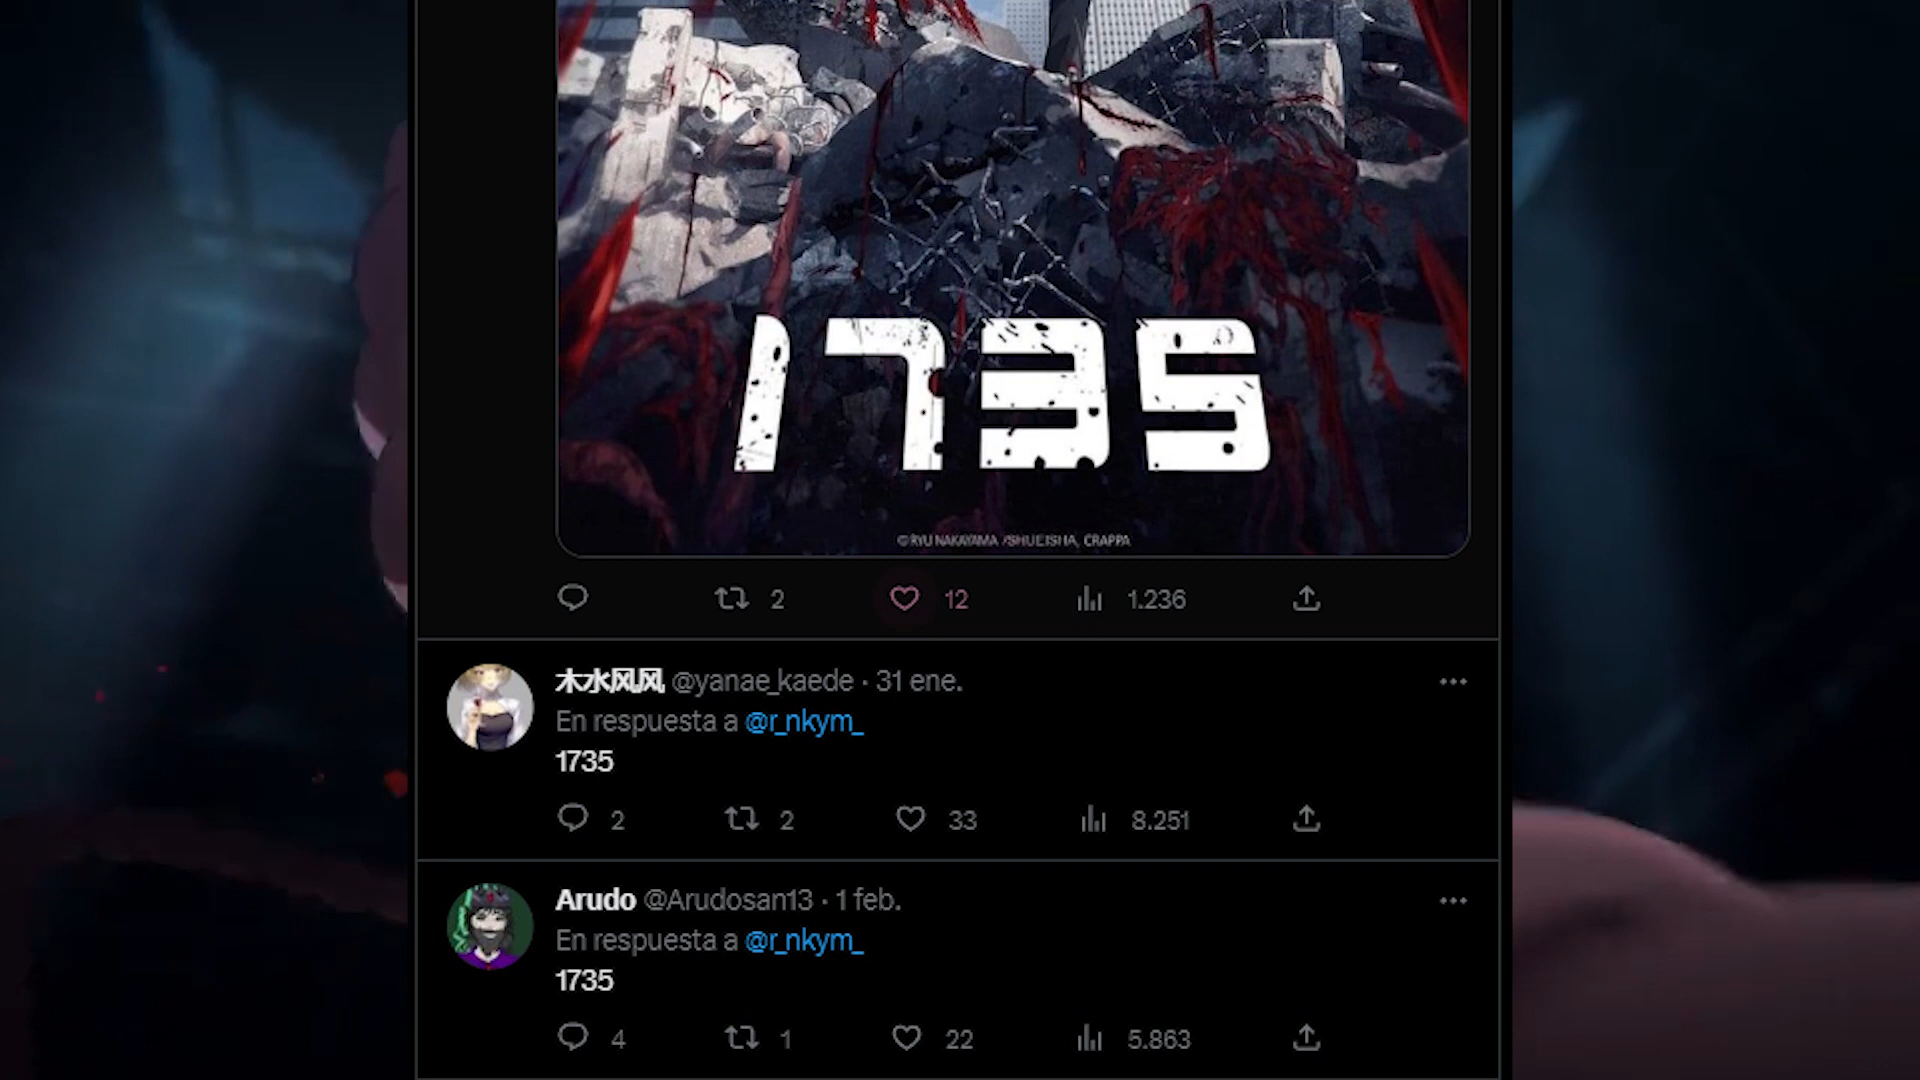 1735
©RYU NAKAYAMA /SHUEISHA, CRAPPA
2 12 1.236
木水风风 @yanae_kaede · 31 ene.
En respuesta a @r_nkym_
1735
2 2 33 8.251
Arudo @Arudosan13 · 1 feb.
En respuesta a @r_nkym_
1735
4 1 22 5.863